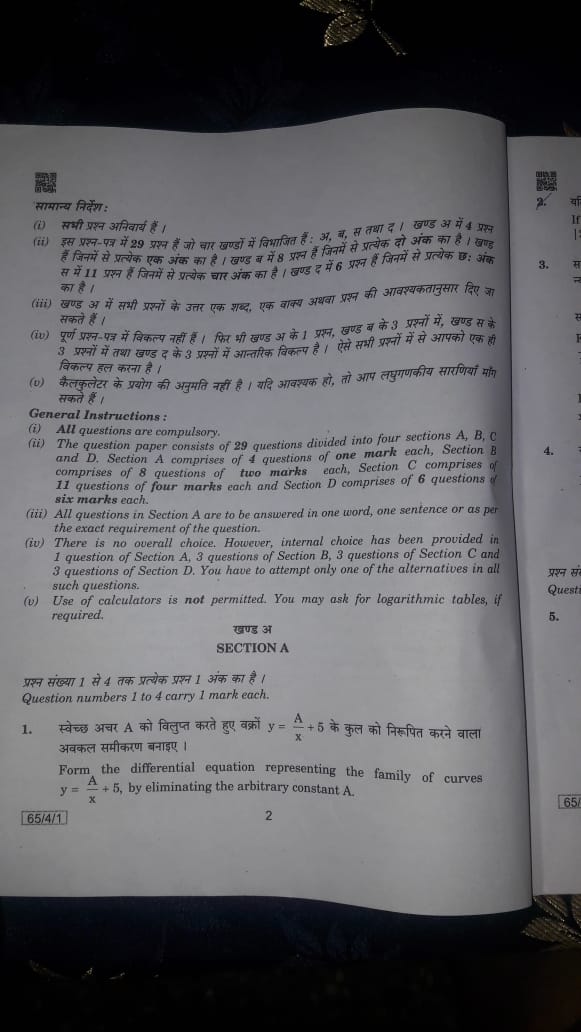 सामान्य निर्देश :
(i) सभी प्रश्न अनिवार्य हैं ।
(ii) इस प्रश्न-पत्र में 29 प्रश्न हैं जो चार खण्डों में विभाजित हैं : अ, ब, स तथा द । खण्ड अ में 4 प्रश्न
हैं जिनमें से प्रत्येक एक अंक का है । खण्ड ब में 8 प्रश्न हैं जिनमें से प्रत्येक दो अंक का है । खण्ड
स में 11 प्रश्न हैं जिनमें से प्रत्येक चार अंक का है । खण्ड द में 6 प्रश्न हैं जिनमें से प्रत्येक छ: अंक
का है ।
(iii) खण्ड अ में सभी प्रश्नों के उत्तर एक शब्द, एक वाक्य अथवा प्रश्न की आवश्यकतानुसार दिए जा
सकते हैं ।
(iv) पूर्ण प्रश्न-पत्र में विकल्प नहीं हैं । फिर भी खण्ड अ के 1 प्रश्न, खण्ड ब के 3 प्रश्नों में, खण्ड स के
3 प्रश्नों में तथा खण्ड द के 3 प्रश्नों में आन्तरिक विकल्प है । ऐसे सभी प्रश्नों में से आपको एक ही
विकल्प हल करना है ।
(v) कैलकुलेटर के प्रयोग की अनुमति नहीं है । यदि आवश्यक हो, तो आप लघुगणकीय सारणियाँ माँग
सकते हैं ।
General Instructions :
(i) All questions are compulsory.
(ii) The question paper consists of 29 questions divided into four sections A, B, C
and D. Section A comprises of 4 questions of one mark each, Section B
comprises of 8 questions of two marks each, Section C comprises of
11 questions of four marks each and Section D comprises of 6 questions of
six marks each.
(iii) All questions in Section A are to be answered in one word, one sentence or as per
the exact requirement of the question.
(iv) There is no overall choice. However, internal choice has been provided in
1 question of Section A, 3 questions of Section B, 3 questions of Section C and
3 questions of Section D. You have to attempt only one of the alternatives in all
such questions.
(v) Use of calculators is not permitted. You may ask for logarithmic tables, if
required.
खण्ड अ
SECTION A
प्रश्न संख्या 1 से 4 तक प्रत्येक प्रश्न 1 अंक का है ।
Question numbers 1 to 4 carry 1 mark each.
1. स्वेच्छ अचर A को विलुप्त करते हुए वक्रों y = A/x + 5 के कुल को निरूपित करने वाला
अवकल समीकरण बनाइए ।
Form the differential equation representing the family of curves
y = A/x + 5, by eliminating the arbitrary constant A.
65/4/1
2
2. यदि
If
3.
4.
प्रश्न सं
Questi
5.
65/